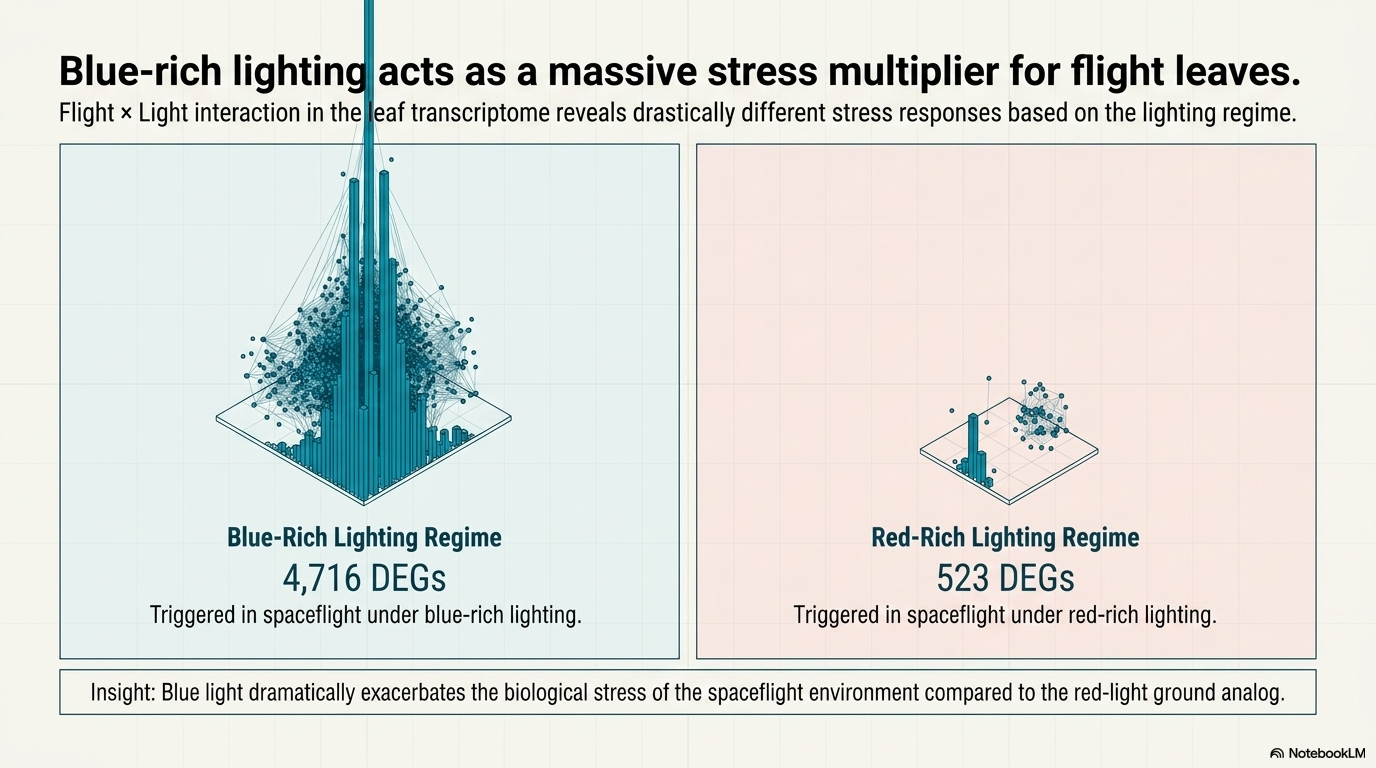 Blue-rich lighting acts as a massive stress multiplier for flight leaves.
Flight × Light interaction in the leaf transcriptome reveals drastically different stress responses based on the lighting regime.
Blue-Rich Lighting Regime
4,716 DEGs
Triggered in spaceflight under blue-rich lighting.
Red-Rich Lighting Regime
523 DEGs
Triggered in spaceflight under red-rich lighting.
Insight: Blue light dramatically exacerbates the biological stress of the spaceflight environment compared to the red-light ground analog.
NotebookLM